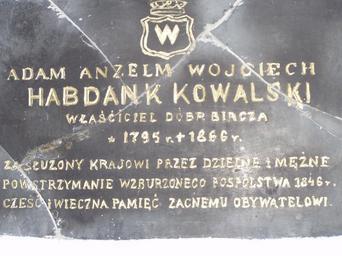 W
ADAM ANZELM WOJCIECH
HABDANK KOWALSKI
WŁAŚCICIEL DÓBR BIRCZA
* 1795 r. † 1866 r.
ZASŁUŻONY KRAJOWI PRZEZ DZIELNE i MĘŻNE
POWSTRZYMANIE WZBURZONEGO POSPÓLSTWA 1846 r.
CZEŚĆ i WIECZNA PAMIĘĆ ZACNEMU OBYWATELOWI.